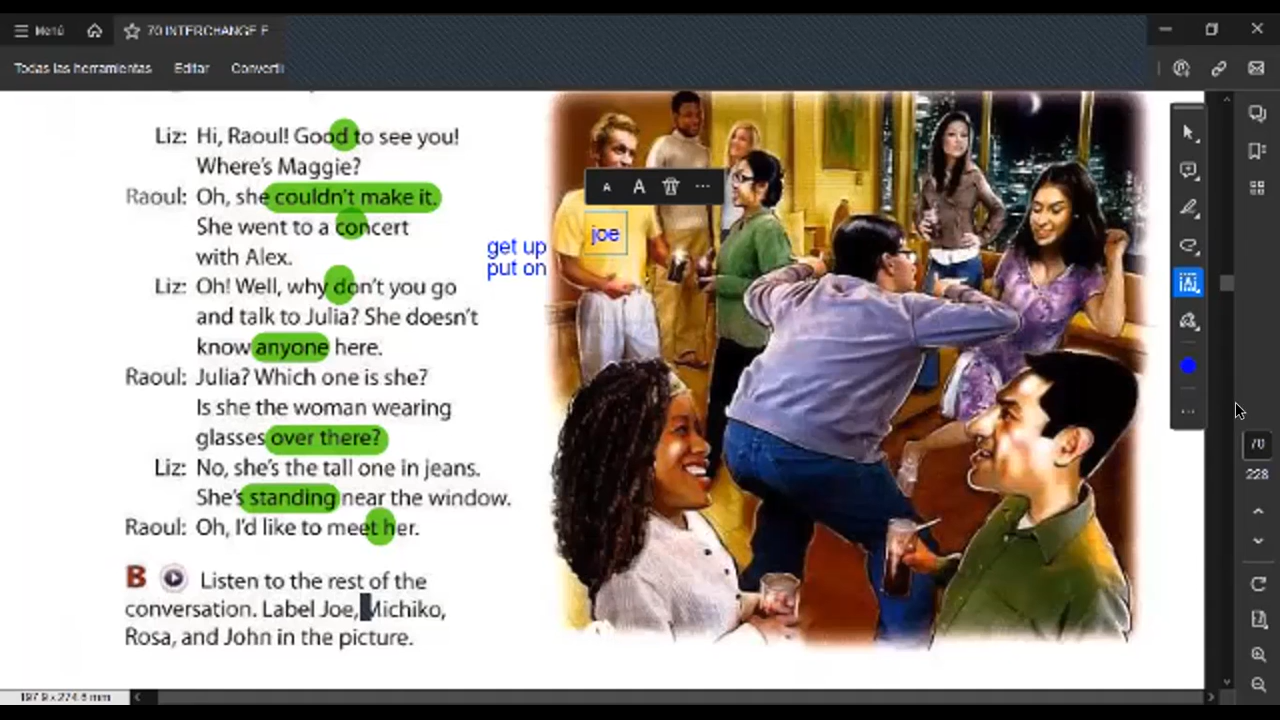 Menú
70 INTERCHANGE F
Todas las herramientas
Editar
Liz: Hi, Raoul! Good to see you!
Where's Maggie?
Raoul: Oh, she couldn't make it.
She went to a concert
with Alex.
Liz: Oh! Well, why don't you go
and talk to Julia? She doesn't
know anyone here.
Raoul: Julia? Which one is she?
Is she the woman wearing
glasses over there?
Liz: No, she's the tall one in jeans.
She's standing near the window.
Raoul: Oh, I'd like to meet her.
B Listen to the rest of the
conversation. Label Joe, Michiko,
Rosa, and John in the picture.
get up
put on
A A
joe
70
228
197.9 x 274.6 mm